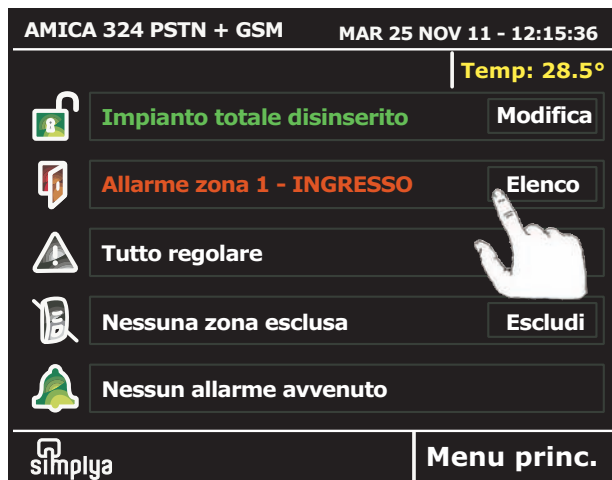 AMICA 324 PSTN + GSM MAR 25 NOV 11 - 12:15:36
Temp: 28.5°
Impianto totale disinserito Modifica
Allarme zona 1 - INGRESSO Elenco
Tutto regolare
Nessuna zona esclusa Escludi
Nessun allarme avvenuto
simplya Menu princ.